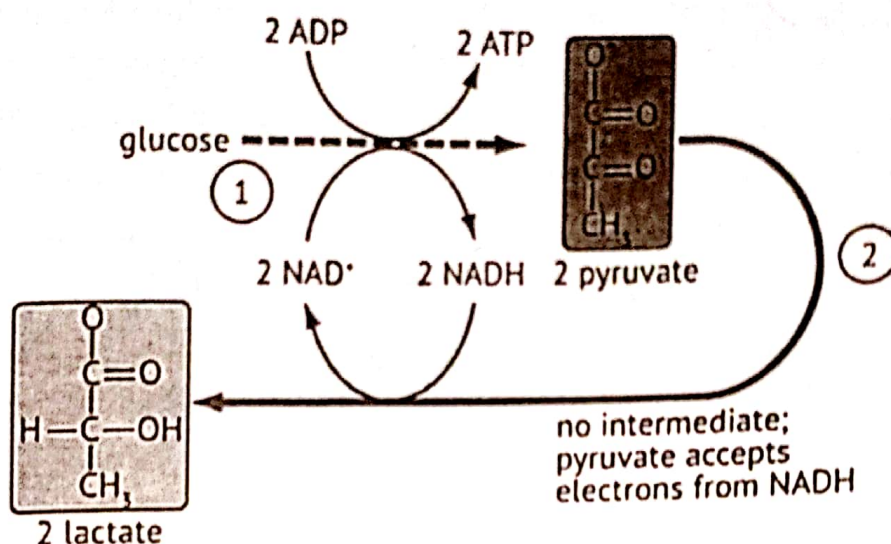 2 ADP
2 ATP
O
C=O
C=O
CH₃
glucose
1
2
2 NAD⁺
2 NADH
2 pyruvate
O
C=O
H—C—OH
CH₃
2 lactate
no intermediate;
pyruvate accepts
electrons from NADH